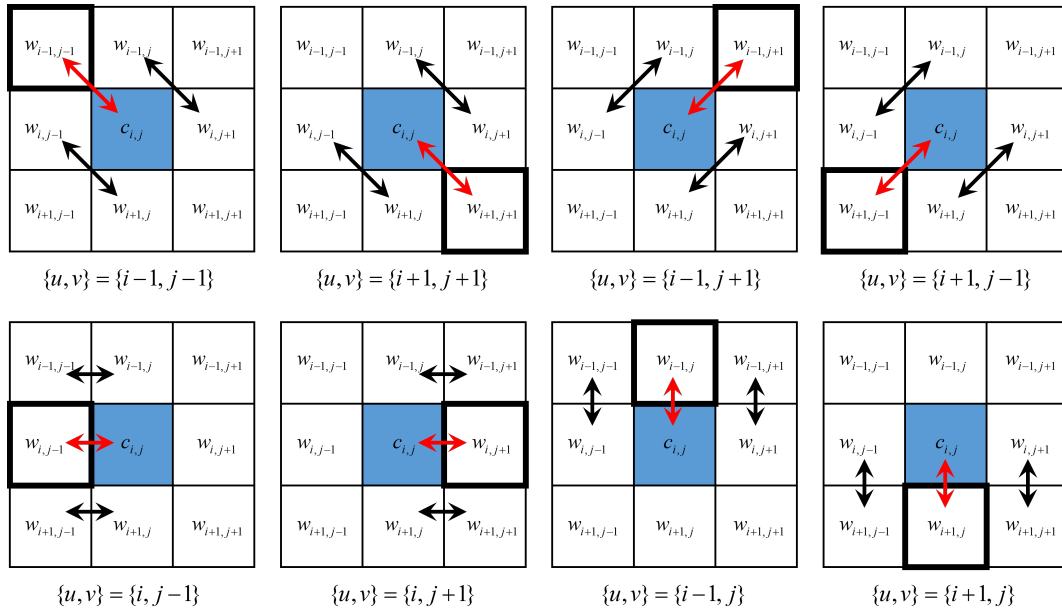 w_{i-1,j-1} w_{i-1,j} w_{i-1,j+1} w_{i-1,j-1} w_{i-1,j} w_{i-1,j+1} w_{i-1,j-1} w_{i-1,j} w_{i-1,j+1} w_{i-1,j-1} w_{i-1,j} w_{i-1,j+1}
w_{i,j-1} c_{i,j} w_{i,j+1} w_{i,j-1} c_{i,j} w_{i,j+1} w_{i,j-1} c_{i,j} w_{i,j+1} w_{i,j-1} c_{i,j} w_{i,j+1}
w_{i+1,j-1} w_{i+1,j} w_{i+1,j+1} w_{i+1,j-1} w_{i+1,j} w_{i+1,j+1} w_{i+1,j-1} w_{i+1,j} w_{i+1,j+1} w_{i+1,j-1} w_{i+1,j} w_{i+1,j+1}
{u,v} = {i-1, j-1} {u,v} = {i+1, j+1} {u,v} = {i-1, j+1} {u,v} = {i+1, j-1}
w_{i-1,j-1} w_{i-1,j} w_{i-1,j+1} w_{i-1,j-1} w_{i-1,j} w_{i-1,j+1} w_{i-1,j-1} w_{i-1,j} w_{i-1,j+1} w_{i-1,j-1} w_{i-1,j} w_{i-1,j+1}
w_{i,j-1} c_{i,j} w_{i,j+1} w_{i,j-1} c_{i,j} w_{i,j+1} w_{i,j-1} c_{i,j} w_{i,j+1} w_{i,j-1} c_{i,j} w_{i,j+1}
w_{i+1,j-1} w_{i+1,j} w_{i+1,j+1} w_{i+1,j-1} w_{i+1,j} w_{i+1,j+1} w_{i+1,j-1} w_{i+1,j} w_{i+1,j+1} w_{i+1,j-1} w_{i+1,j} w_{i+1,j+1}
{u,v} = {i, j-1} {u,v} = {i, j+1} {u,v} = {i-1, j} {u,v} = {i+1, j}